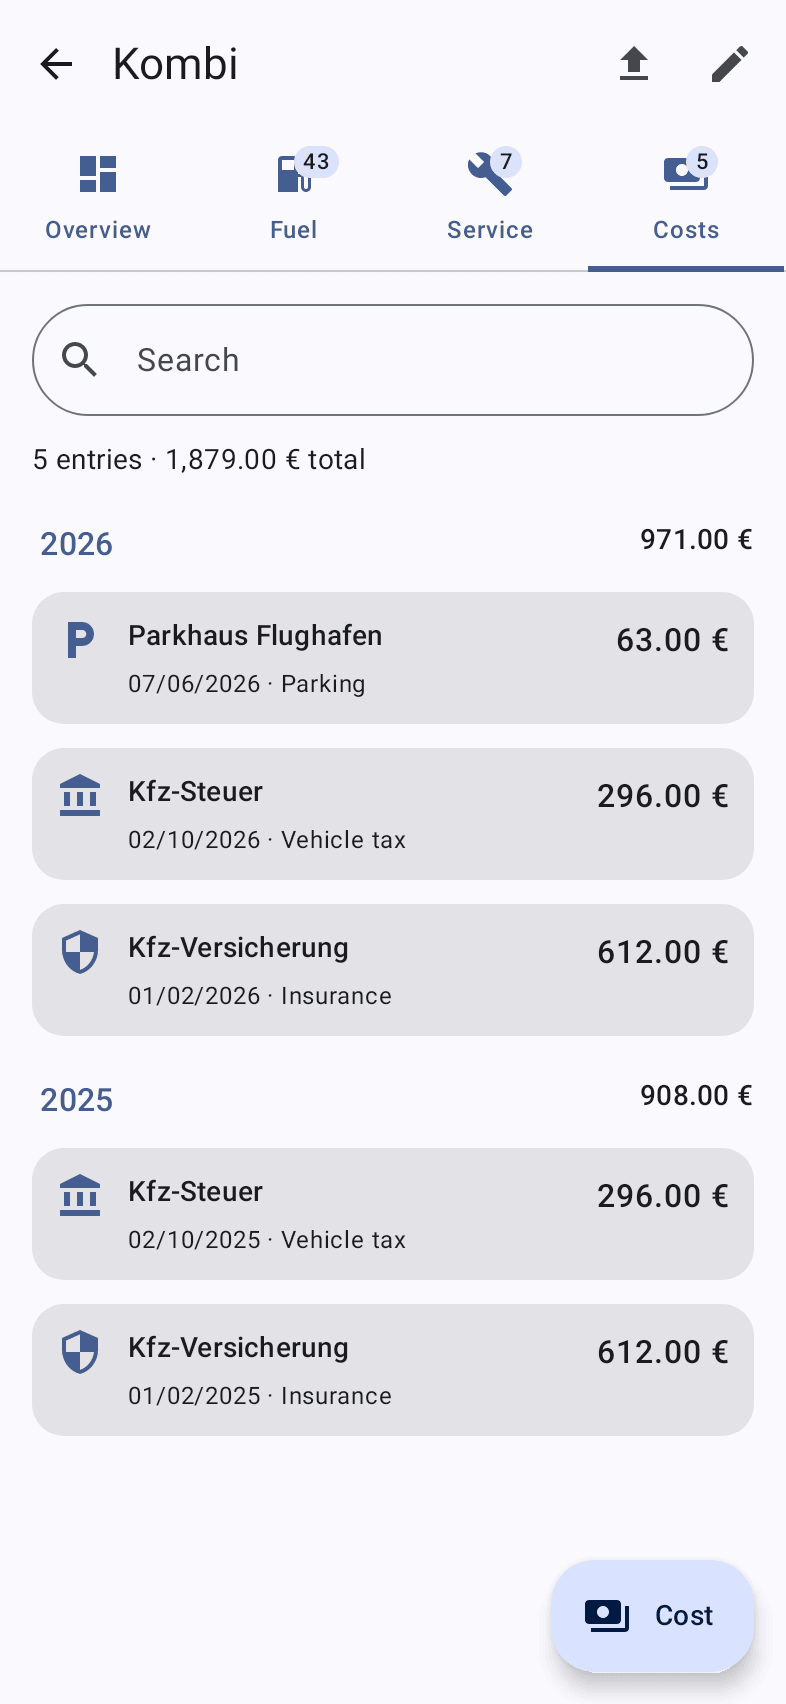 Kombi
43
7
5
Overview
Fuel
Service
Costs
Search
5 entries · 1,879.00 € total
2026
971.00 €
Parkhaus Flughafen
63.00 €
07/06/2026 · Parking
Kfz-Steuer
296.00 €
02/10/2026 · Vehicle tax
Kfz-Versicherung
612.00 €
01/02/2026 · Insurance
2025
908.00 €
Kfz-Steuer
296.00 €
02/10/2025 · Vehicle tax
Kfz-Versicherung
612.00 €
01/02/2025 · Insurance
Cost